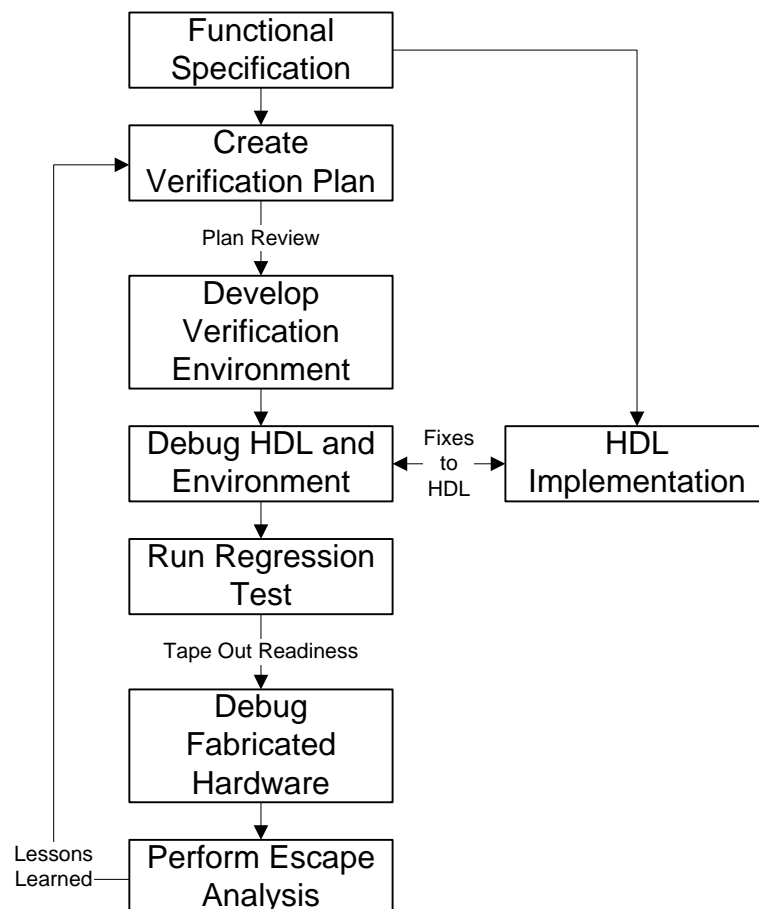 Functional
Specification
Create
Verification Plan
Plan Review
Develop
Verification
Environment
Debug HDL and
Environment
Fixes
to
HDL
HDL
Implementation
Run Regression
Test
Tape Out Readiness
Debug
Fabricated
Hardware
Lessons
Learned
Perform Escape
Analysis